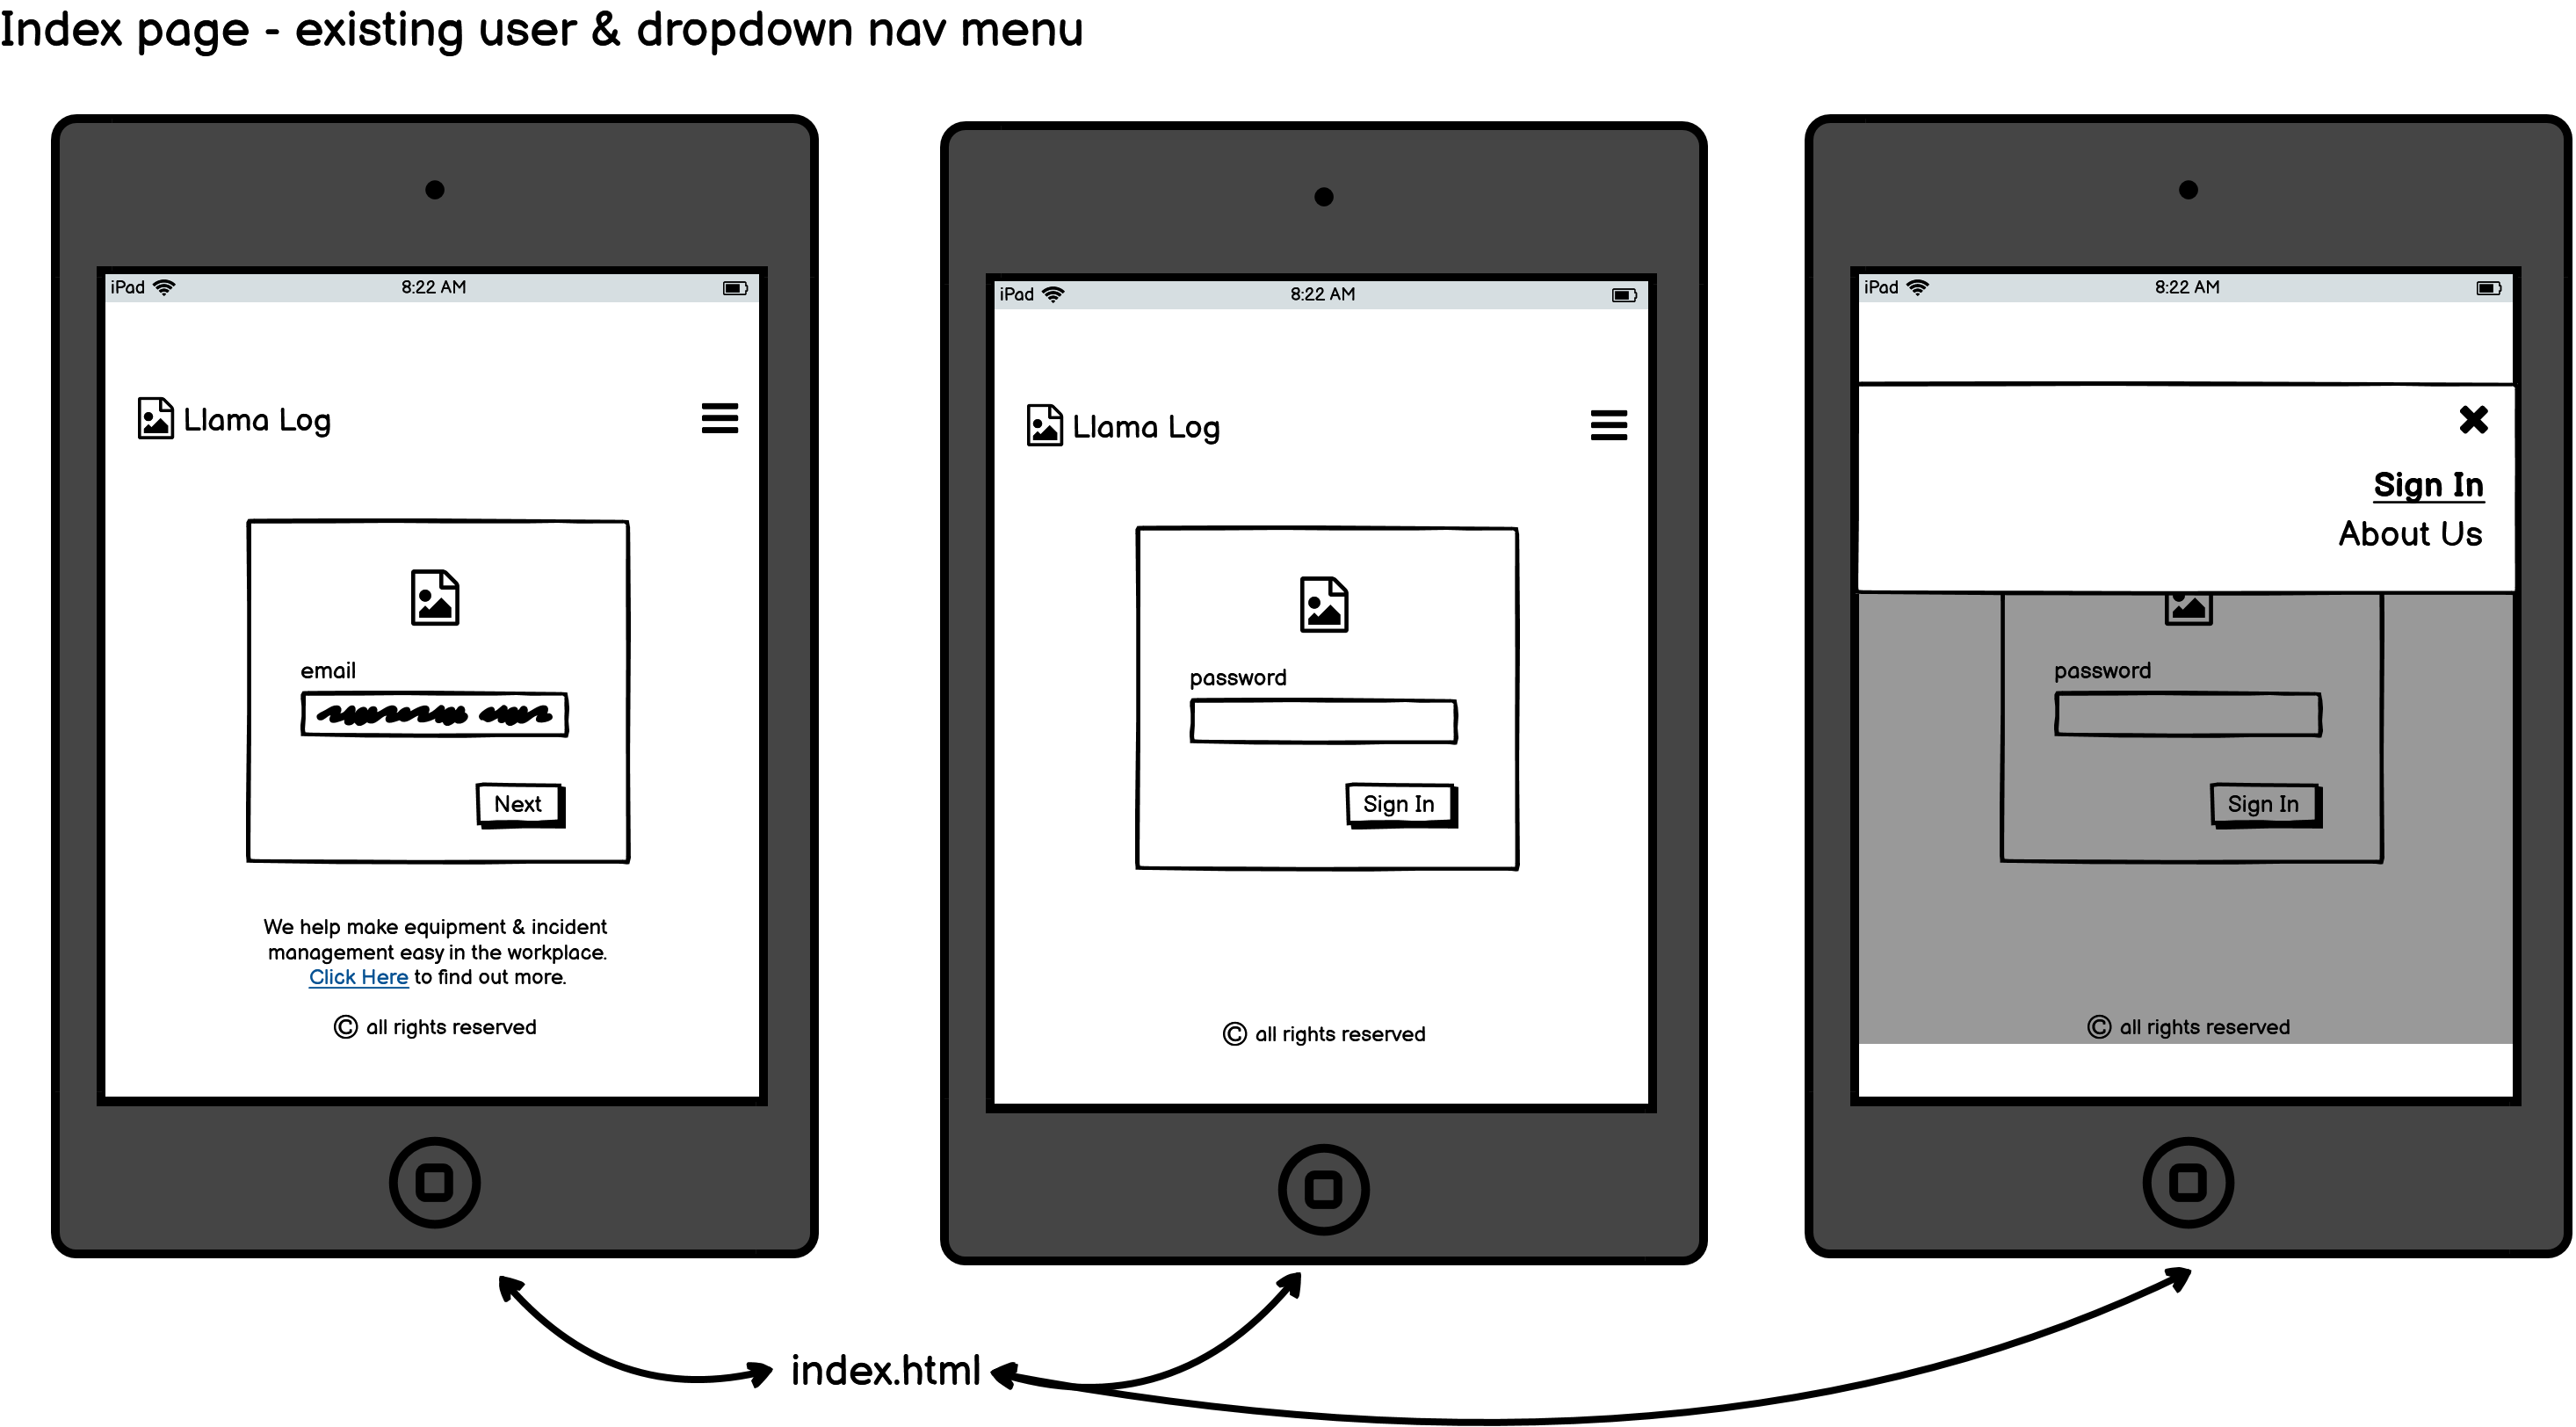 Index page - existing user & dropdown nav menu
iPad 8:22 AM
Llama Log
email
Next
We help make equipment & incident
management easy in the workplace.
Click Here to find out more.
© all rights reserved
iPad 8:22 AM
Llama Log
password
Sign In
© all rights reserved
iPad 8:22 AM
Sign In
About Us
password
Sign In
© all rights reserved
index.html